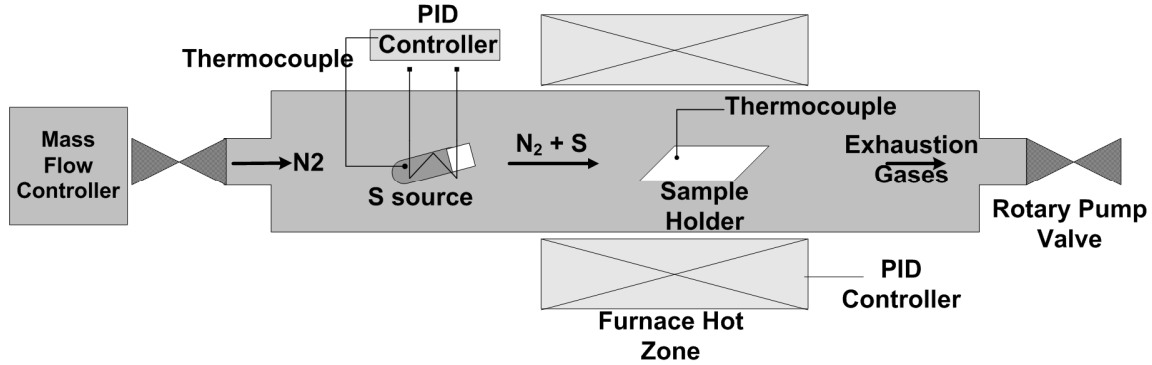 PID
Controller
Thermocouple
Mass
Flow
Controller
N2
S source
N₂ + S
Thermocouple
Sample
Holder
Exhaustion
Gases
Rotary Pump
Valve
PID
Controller
Furnace Hot
Zone